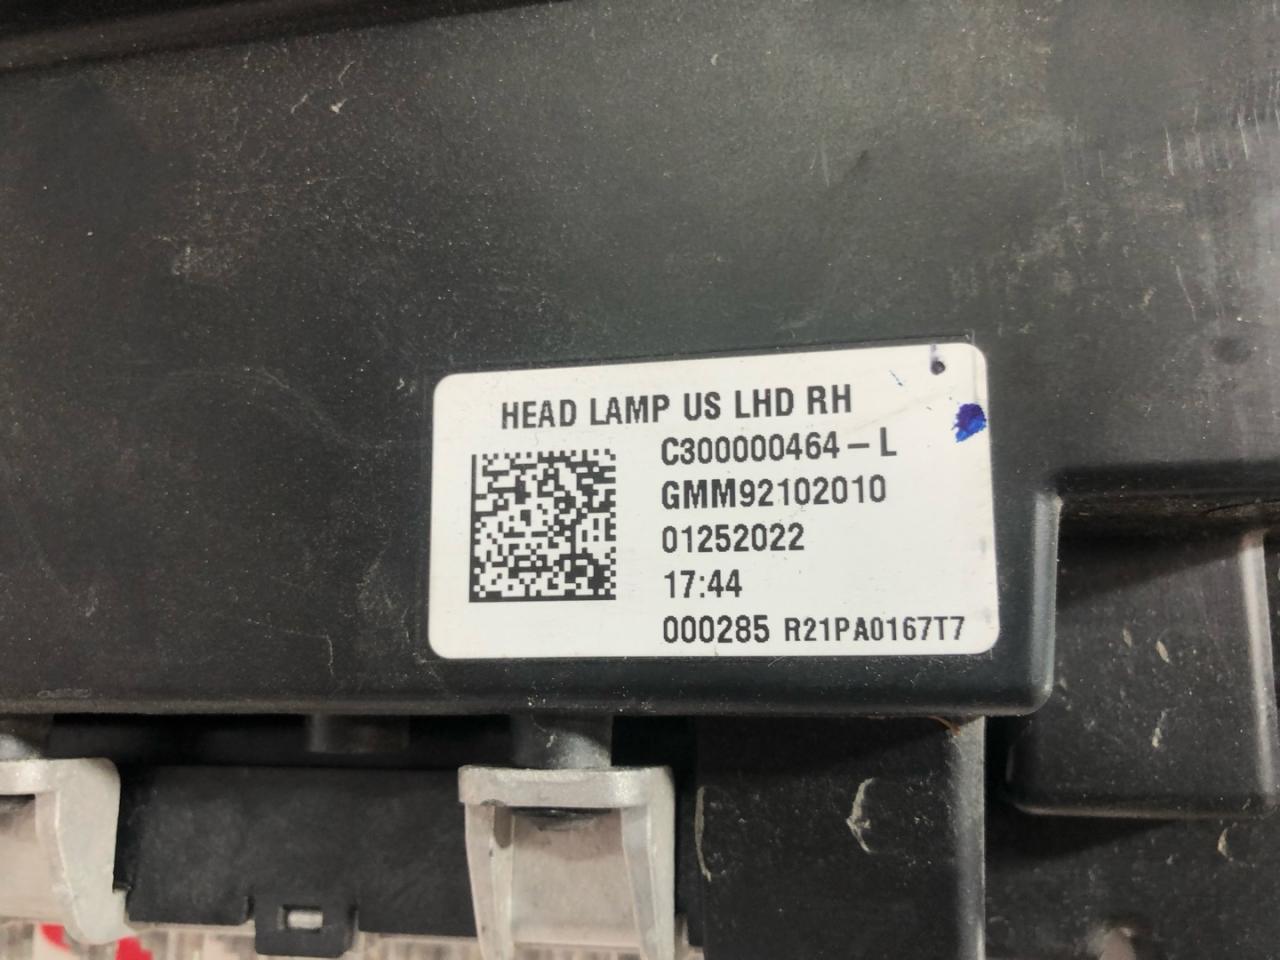 HEAD LAMP US LHD RH
C300000464-L
GMM92102010
01252022
17:44
000285 R21PA0167T7